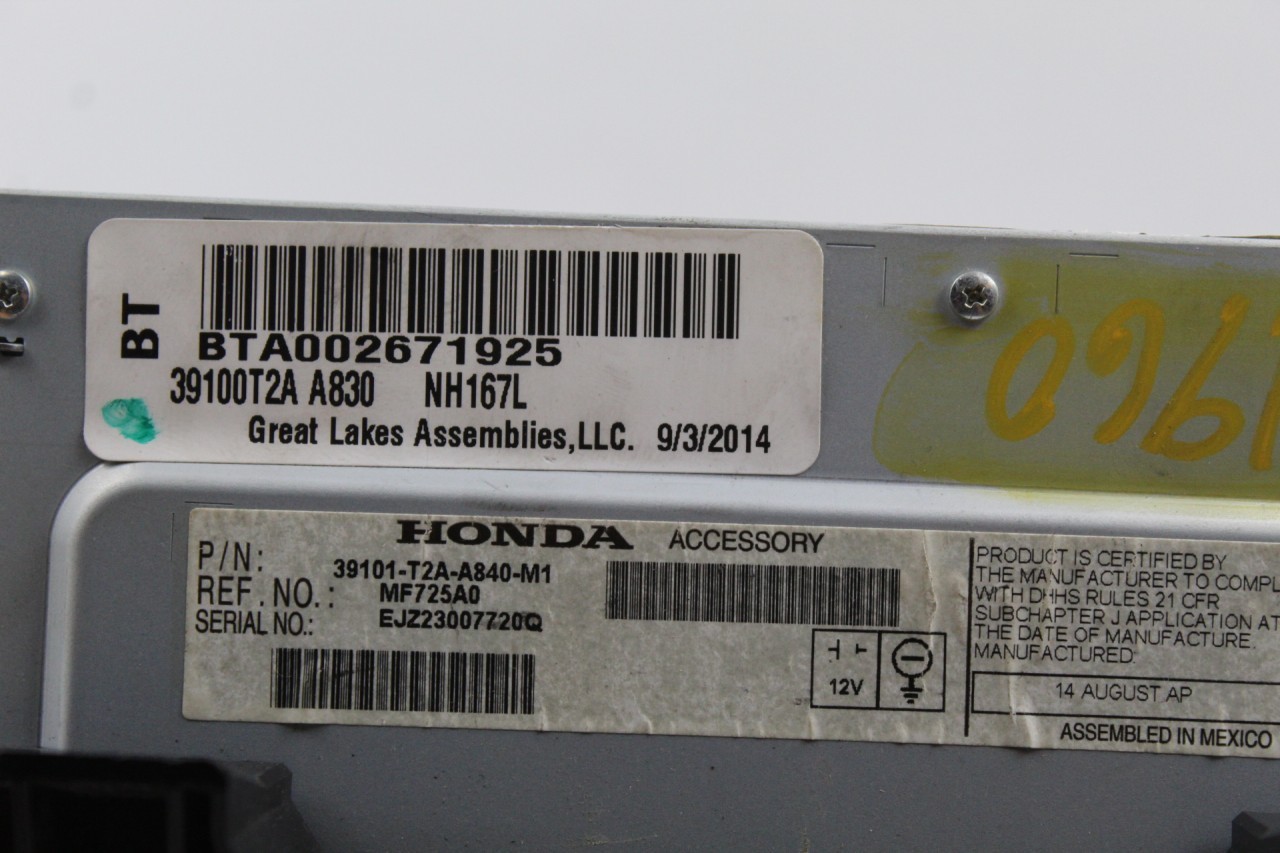 BT
BTA002671925
39100T2A A830 NH167L
Great Lakes Assemblies,LLC. 9/3/2014
096
HONDA ACCESSORY
P/N: 39101-T2A-A840-M1
REF. NO.: MF725A0
SERIAL NO.: EJZ23007720Q
12V
PRODUCT IS CERTIFIED BY
THE MANUFACTURER TO COMPL
WITH DHHS RULES 21 CFR
SUBCHAPTER J APPLICATION AT
THE DATE OF MANUFACTURE.
MANUFACTURED:
14 AUGUST AP
ASSEMBLED IN MEXICO